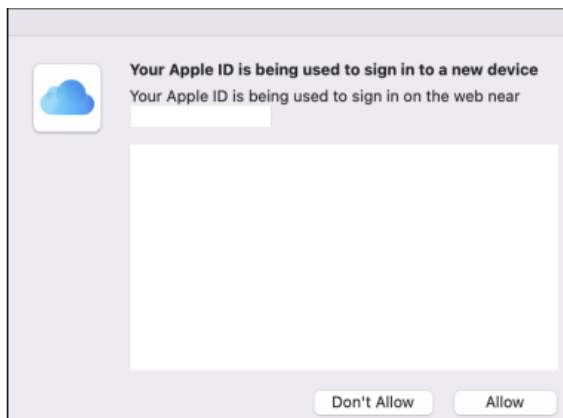 Your Apple ID is being used to sign in to a new device
Your Apple ID is being used to sign in on the web near
Don't Allow
Allow